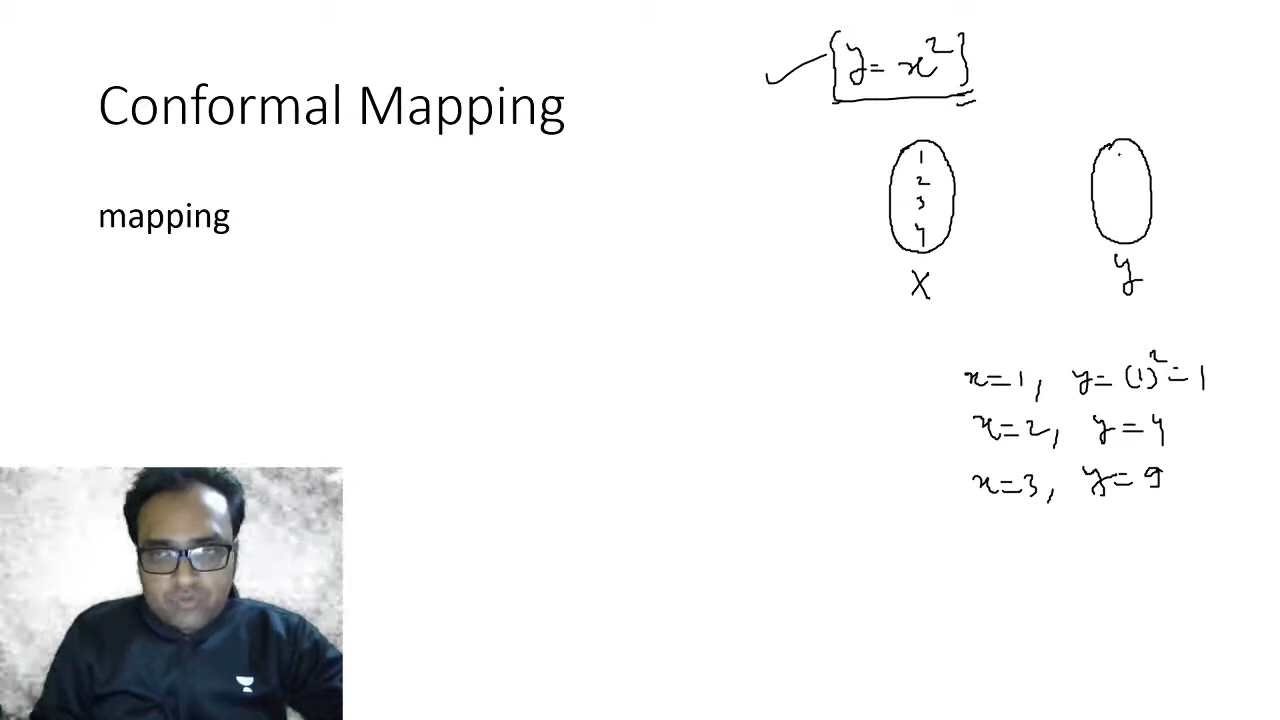 Conformal Mapping
mapping
{y = x²}
1
2
3
4
X
y
x=1, y=(1)²=1
x=2, y=4
x=3, y=9